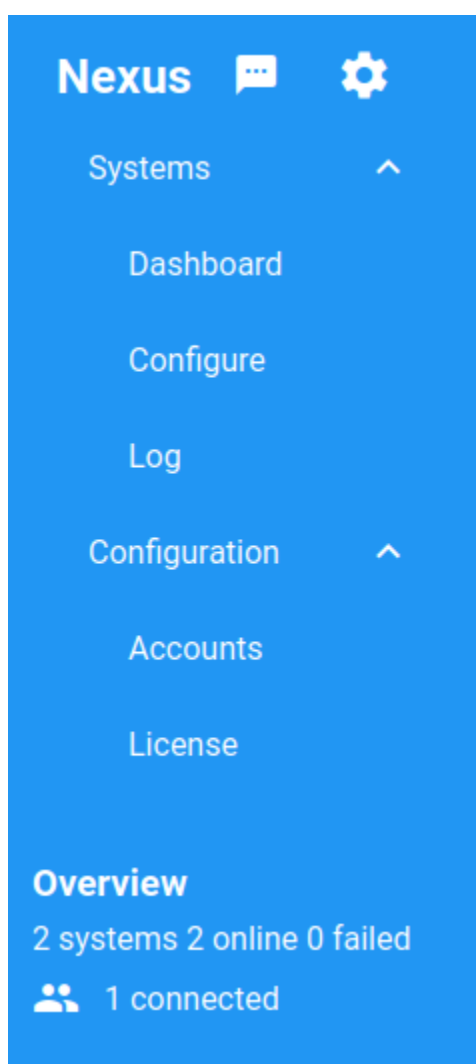 Nexus
Systems
Dashboard
Configure
Log
Configuration
Accounts
License
Overview
2 systems 2 online 0 failed
1 connected